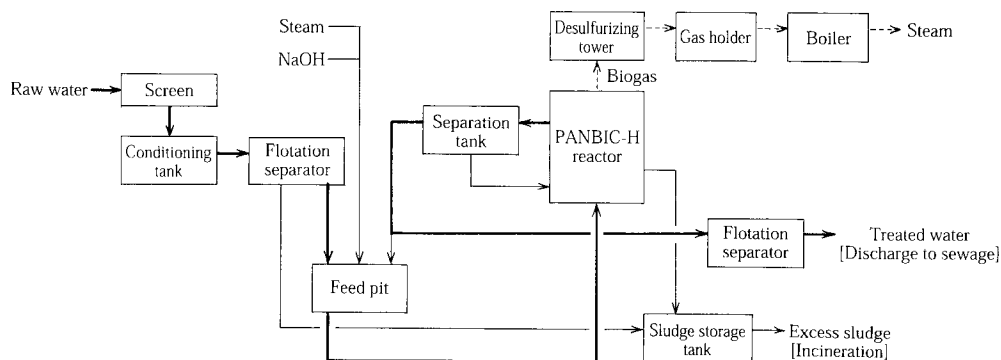 Steam
NaOH
Desulfurizing
tower
Gas holder
Boiler
Steam
Biogas
Raw water
Screen
Conditioning
tank
Flotation
separator
Separation
tank
PANBIC-H
reactor
Flotation
separator
Treated water
[Discharge to sewage}
Feed pit
Sludge storage
tank
Excess sludge
[Incineration]